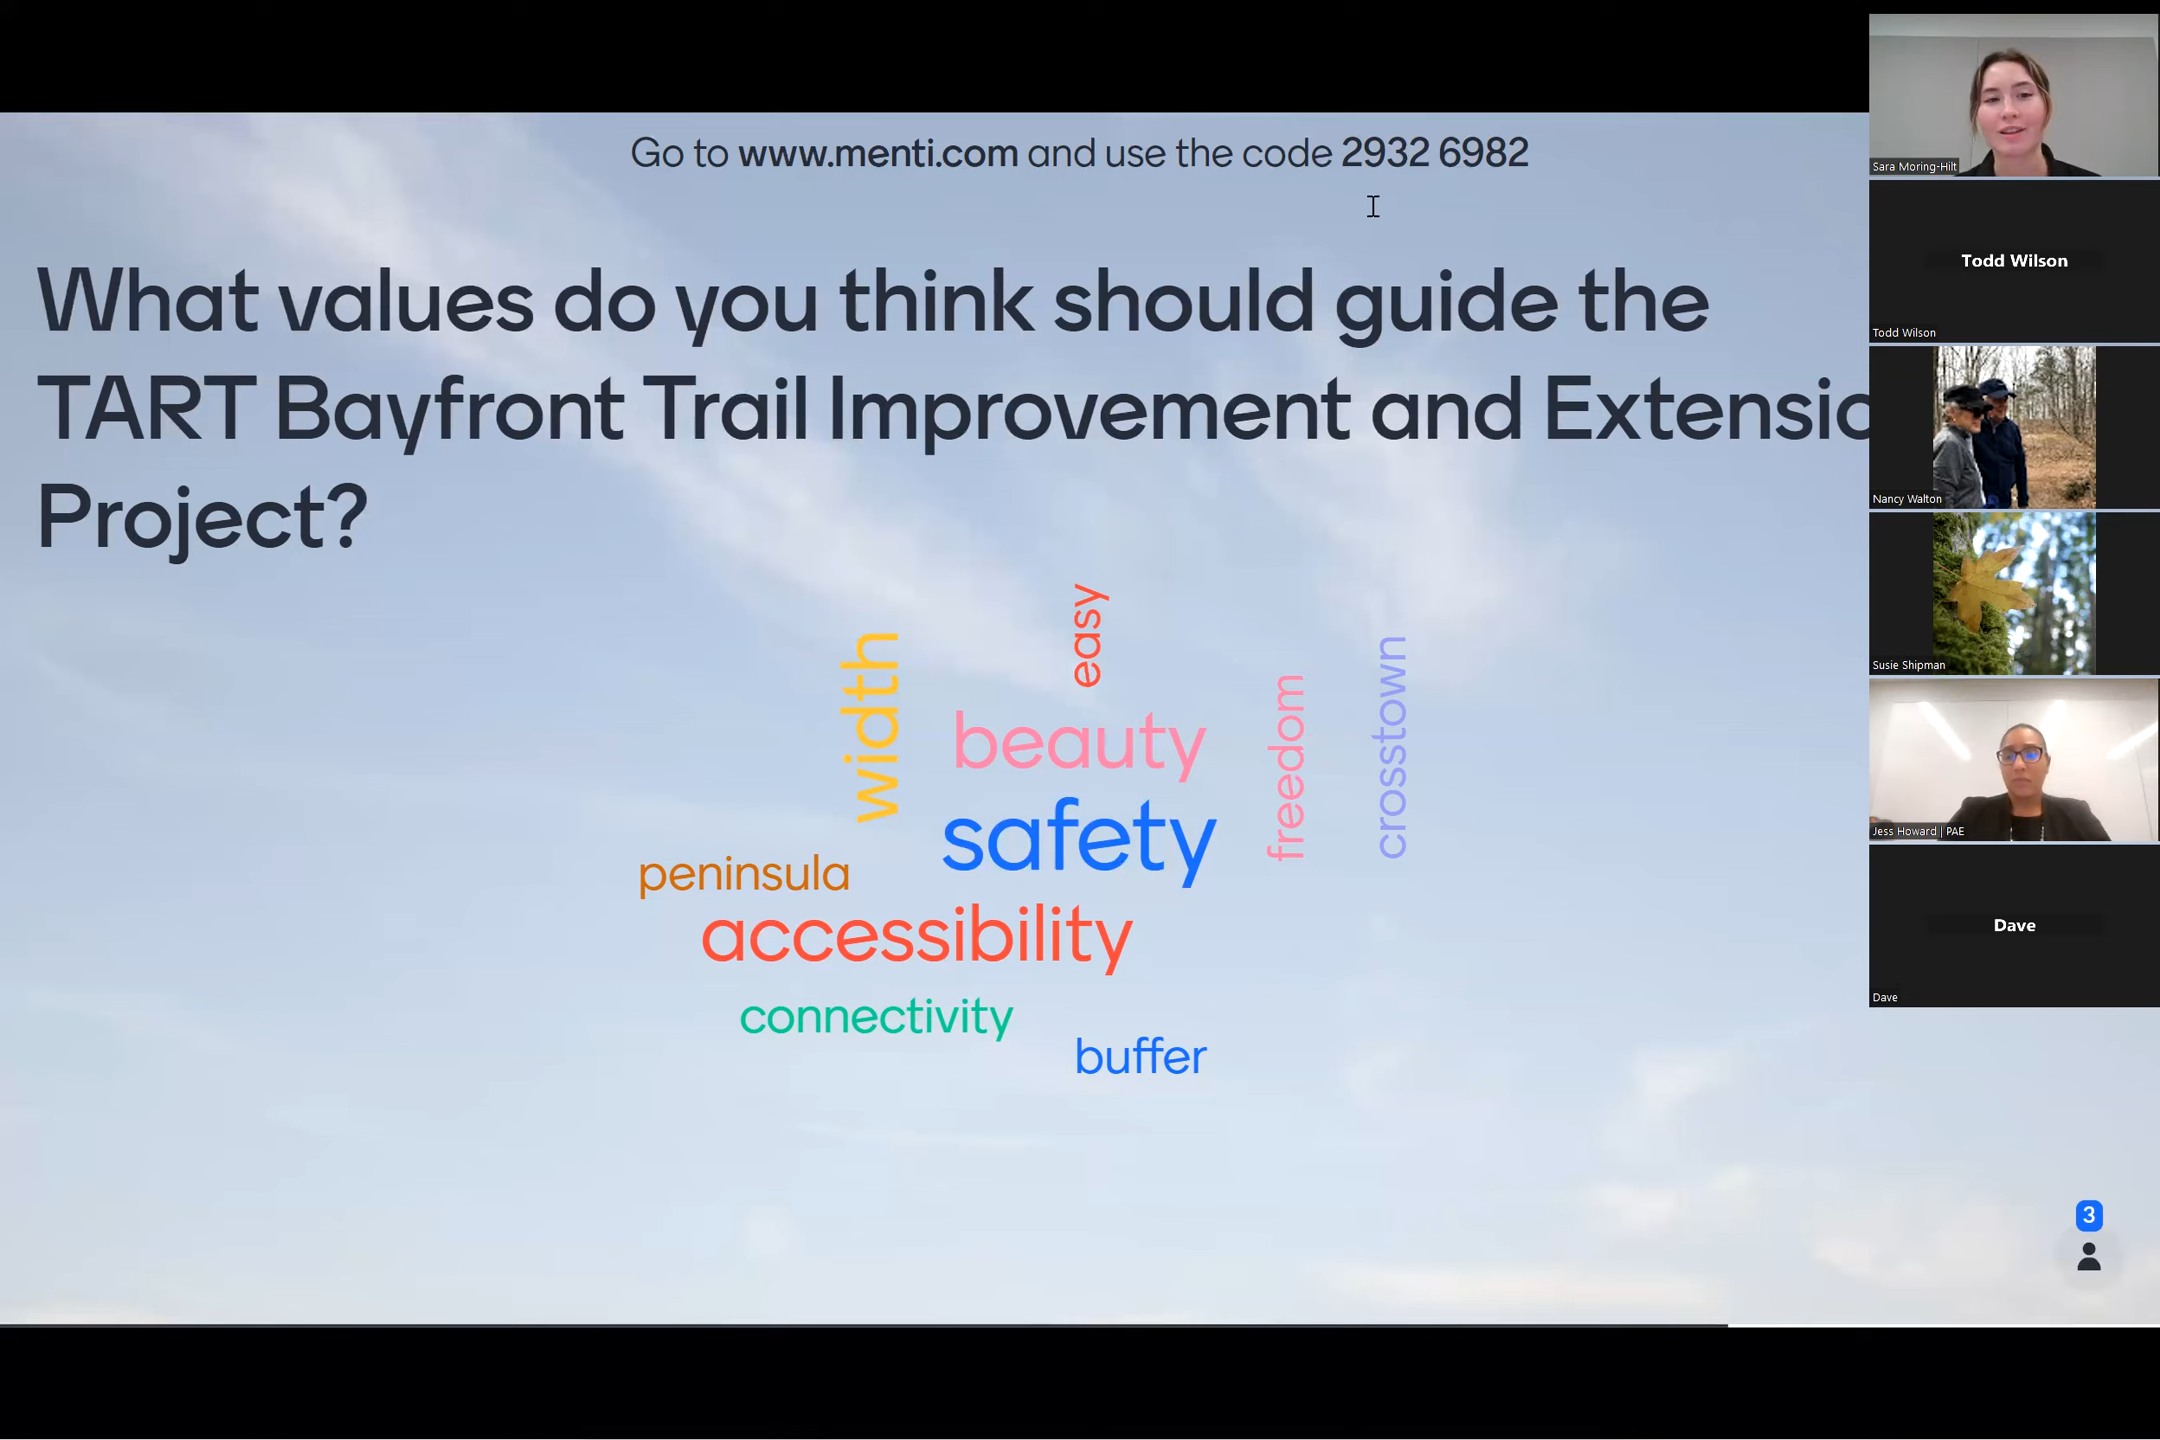 Go to www.menti.com and use the code 2932 6982
What values do you think should guide the
TART Bayfront Trail Improvement and Extensio
Project?
easy
width
beauty
freedom
crosstown
safety
peninsula
accessibility
connectivity
buffer
3
Sara Moring-Hilt
Todd Wilson
Todd Wilson
Nancy Walton
Susie Shipman
Jess Howard | PAE
Dave
Dave